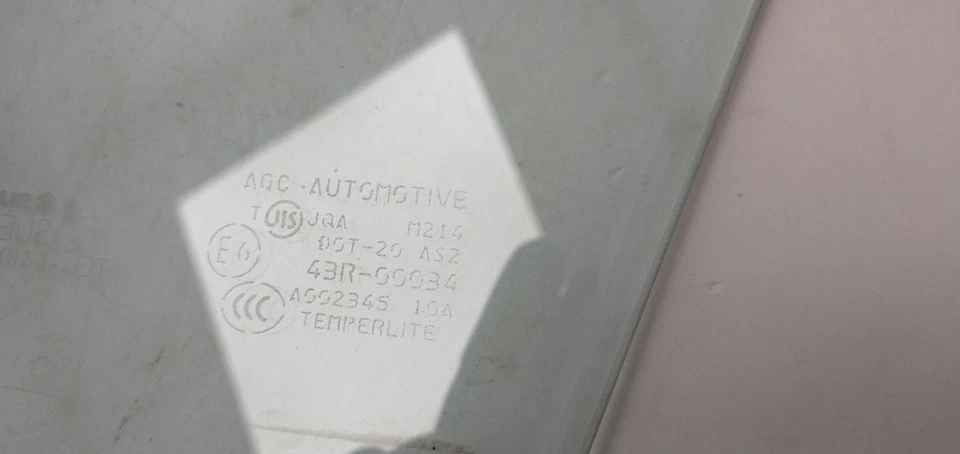 AGC AUTOMOTIVE
T JIS JQA M214
DOT-20 AS2
E6 43R-00034
CCC A002345 10A
TEMPERLITE